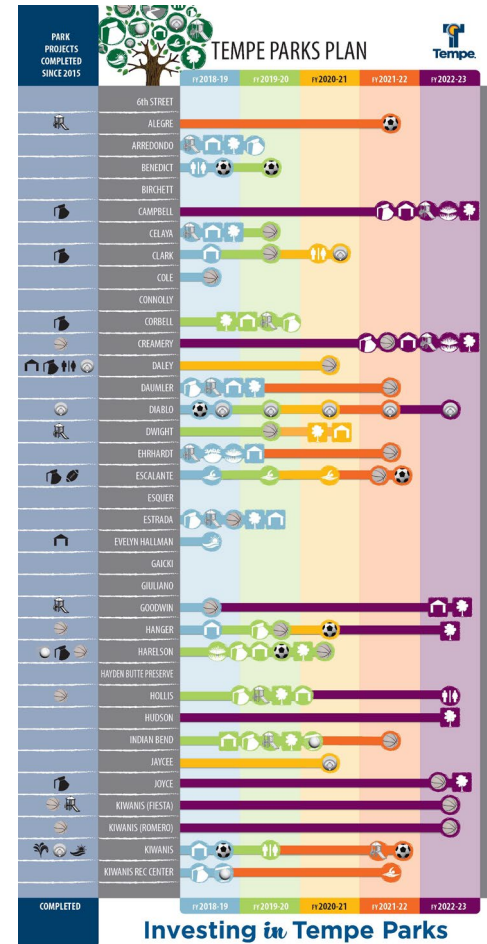 PARK
PROJECTS
COMPLETED
SINCE 2015
TEMPE PARKS PLAN
Tempe
FY 2018-19 FY 2019-20 FY 2020-21 FY 2021-22 FY 2022-23
6th STREET
ALEGRE
ARREDONDO
BENEDICT
BIRCHETT
CAMPBELL
CELAYA
CLARK
COLE
CONNOLLY
CORBELL
CREAMERY
DALEY
DAUMLER
DIABLO
DWIGHT
EHRHARDT
ESCALANTE
ESQUER
ESTRADA
EVELYN HALLMAN
GAICKI
GIULIANO
GOODWIN
HANGER
HARELSON
HAYDEN BUTTE PRESERVE
HOLLIS
HUDSON
INDIAN BEND
JAYCEE
JOYCE
KIWANIS (FIESTA)
KIWANIS (ROMERO)
KIWANIS
KIWANIS REC CENTER
COMPLETED FY 2018-19 FY 2019-20 FY 2020-21 FY 2021-22 FY 2022-23
Investing in Tempe Parks